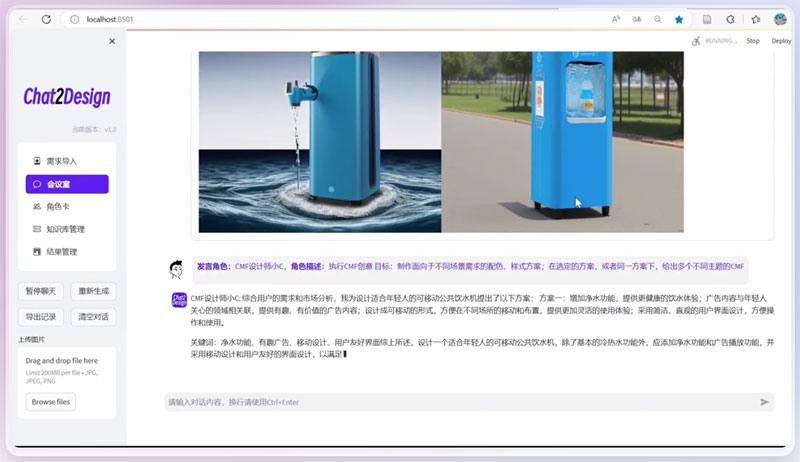 localhost:8501
RUNNING...
Stop
Deploy
Chat2Design
当前版本：v1.0
需求导入
会议室
角色卡
知识库管理
结果管理
暂停聊天
重新生成
导出记录
清空对话
上传图片
Drag and drop file here
Limit 200MB per file • JPG,
JPEG, PNG
Browse files
发言角色：CMF设计师小C，角色描述：执行CMF创意 目标：制作面向于不同场景需求的配色、样式方案；在选定的方案，或者同一方案下，给出多个不同主题的CMF
Chat2
Design
CMF设计师小C: 综合用户的需求和市场分析，我为设计适合年轻人的可移动公共饮水机提出了以下方案： 方案一：增加净水功能，提供更健康的饮水体验；广告内容与年轻人
关心的领域相关联，提供有趣、有价值的广告内容；设计成可移动的形式，方便在不同场所的移动和布置，提供更加灵活的使用体验；采用简洁、直观的用户界面设计，方便操
作和使用。
关键词：净水功能、有趣广告、移动设计、用户友好界面综上所述，设计一个适合年轻人的可移动公共饮水机，除了基本的冷热水功能外，应添加净水功能和广告播放功能，并
采用移动设计和用户友好的界面设计，以满足
请输入对话内容，换行请使用Ctrl+Enter